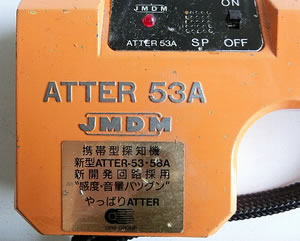 JMDM
ON
ATTER 53A
SP
OFF
ATTER 53A
JMDM
携帯型探知機
新型ATTER-53-58A
新開発回路採用
"感度・音量バツグン"
やっぱりATTER